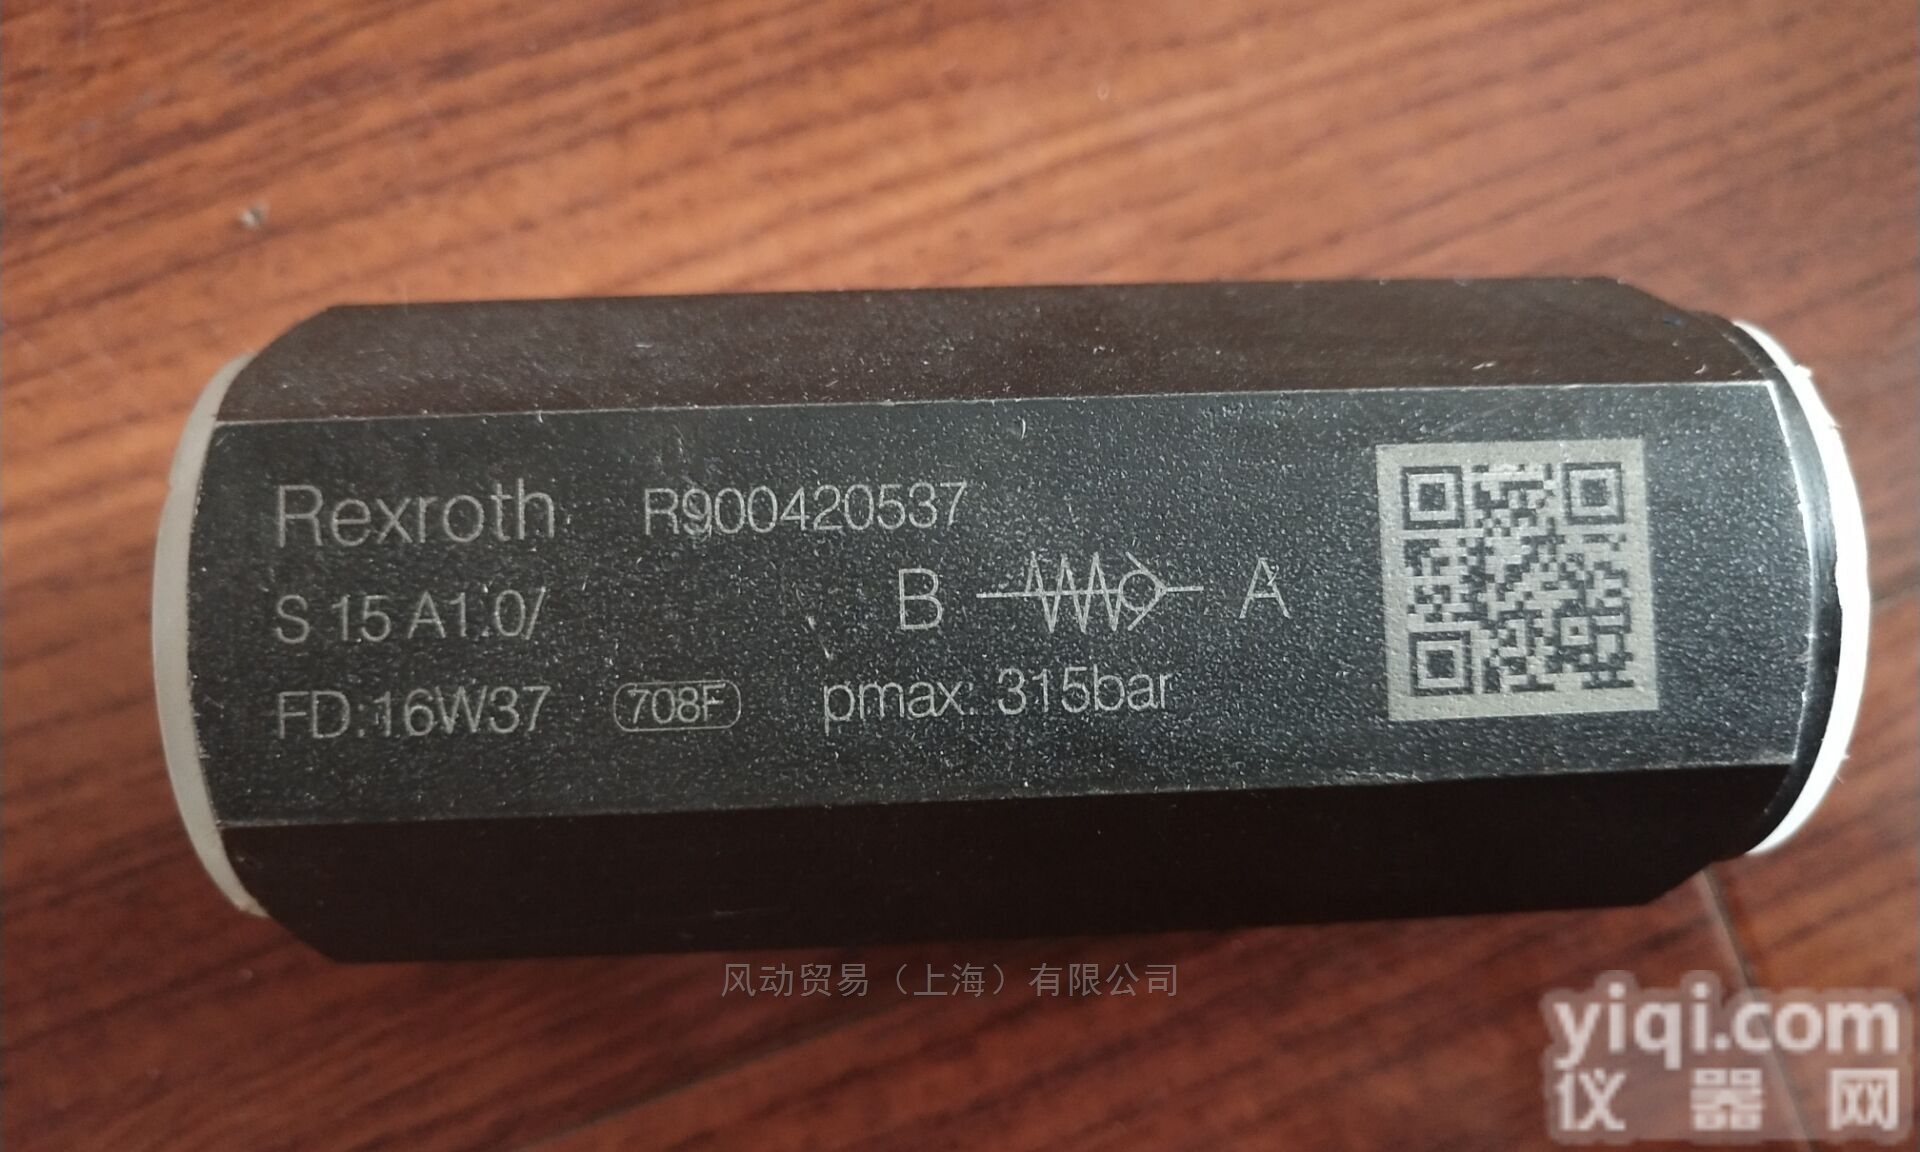 Rexroth R900420537
S 15 A1.0/
B A
FD:16W37 708F pmax. 315bar
风动贸易（上海）有限公司
yiqi.com
仪器网